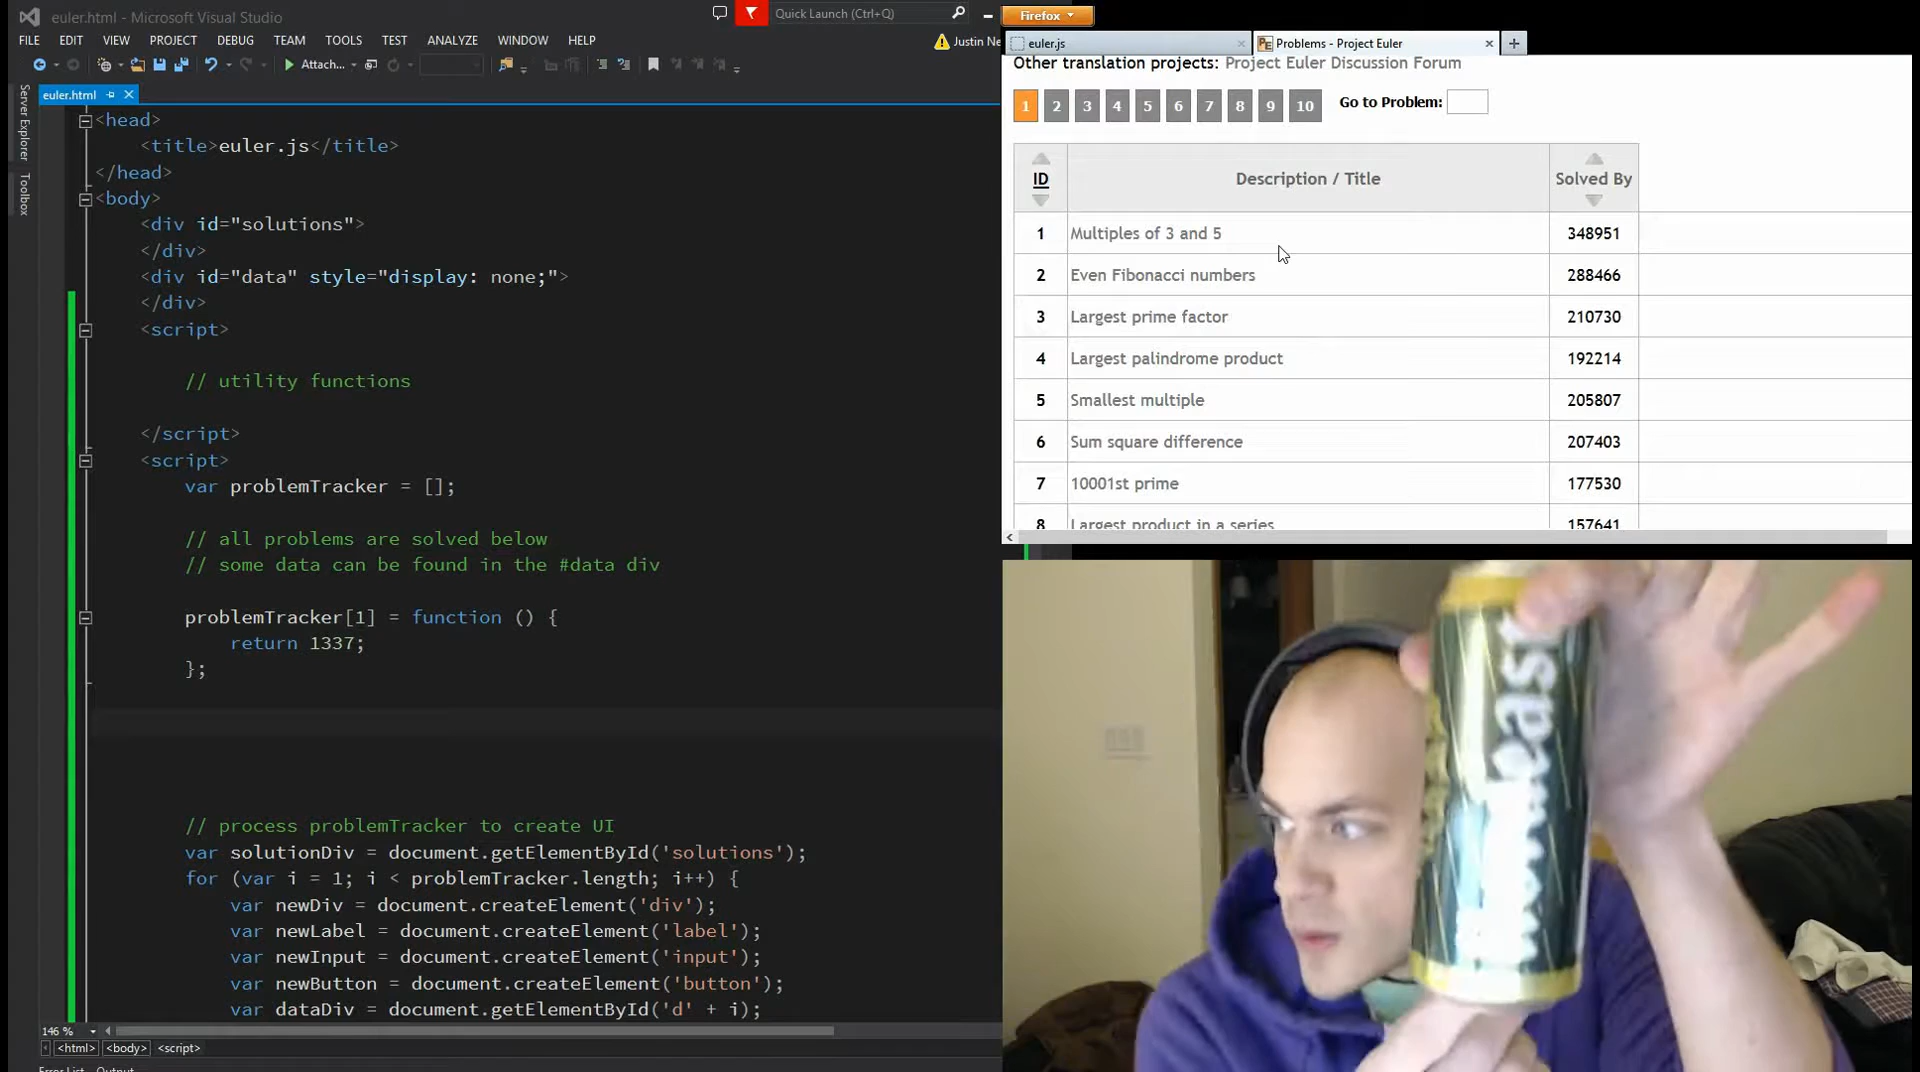 euler.html - Microsoft Visual Studio
Quick Launch (Ctrl+Q)
FILE EDIT VIEW PROJECT DEBUG TEAM TOOLS TEST ANALYZE WINDOW HELP
Justin Ne
Attach...
Server Explorer
Toolbox
euler.html
<head>
<title>euler.js</title>
</head>
<body>
<div id="solutions">
</div>
<div id="data" style="display: none;">
</div>
<script>
// utility functions
</script>
<script>
var problemTracker = [];
// all problems are solved below
// some data can be found in the #data div
problemTracker[1] = function () {
return 1337;
};
// process problemTracker to create UI
var solutionDiv = document.getElementById('solutions');
for (var i = 1; i < problemTracker.length; i++) {
var newDiv = document.createElement('div');
var newLabel = document.createElement('label');
var newInput = document.createElement('input');
var newButton = document.createElement('button');
var dataDiv = document.getElementById('d' + i);
146 %
<html> <body> <script>
Error List Output
Firefox
euler.js
Problems - Project Euler
Other translation projects: Project Euler Discussion Forum
1 2 3 4 5 6 7 8 9 10 Go to Problem:
ID Description / Title Solved By
1 Multiples of 3 and 5 348951
2 Even Fibonacci numbers 288466
3 Largest prime factor 210730
4 Largest palindrome product 192214
5 Smallest multiple 205807
6 Sum square difference 207403
7 10001st prime 177530
8 Largest product in a series 157641